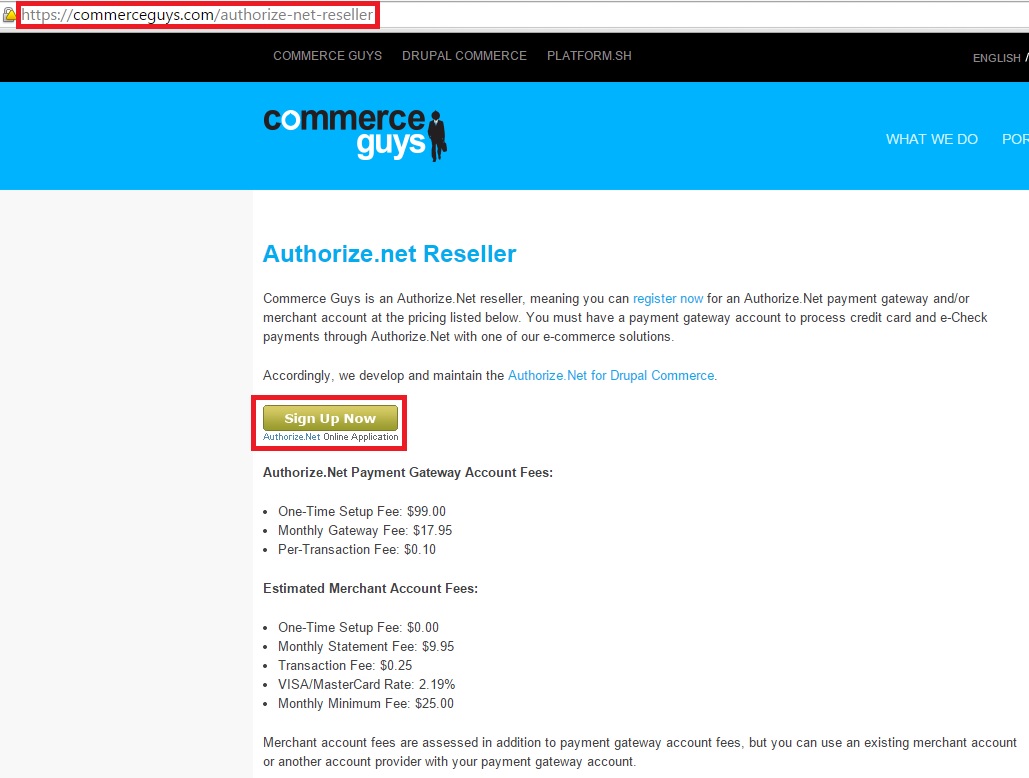 https://commerceguys.com/authorize-net-reseller
COMMERCE GUYS DRUPAL COMMERCE PLATFORM.SH
ENGLISH /
commerce
guys
WHAT WE DO POR
Authorize.net Reseller
Commerce Guys is an Authorize.Net reseller, meaning you can register now for an Authorize.Net payment gateway and/or
merchant account at the pricing listed below. You must have a payment gateway account to process credit card and e-Check
payments through Authorize.Net with one of our e-commerce solutions.
Accordingly, we develop and maintain the Authorize.Net for Drupal Commerce.
Sign Up Now
Authorize.Net Online Application
Authorize.Net Payment Gateway Account Fees:
• One-Time Setup Fee: $99.00
• Monthly Gateway Fee: $17.95
• Per-Transaction Fee: $0.10
Estimated Merchant Account Fees:
• One-Time Setup Fee: $0.00
• Monthly Statement Fee: $9.95
• Transaction Fee: $0.25
• VISA/MasterCard Rate: 2.19%
• Monthly Minimum Fee: $25.00
Merchant account fees are assessed in addition to payment gateway account fees, but you can use an existing merchant account
or another account provider with your payment gateway account.